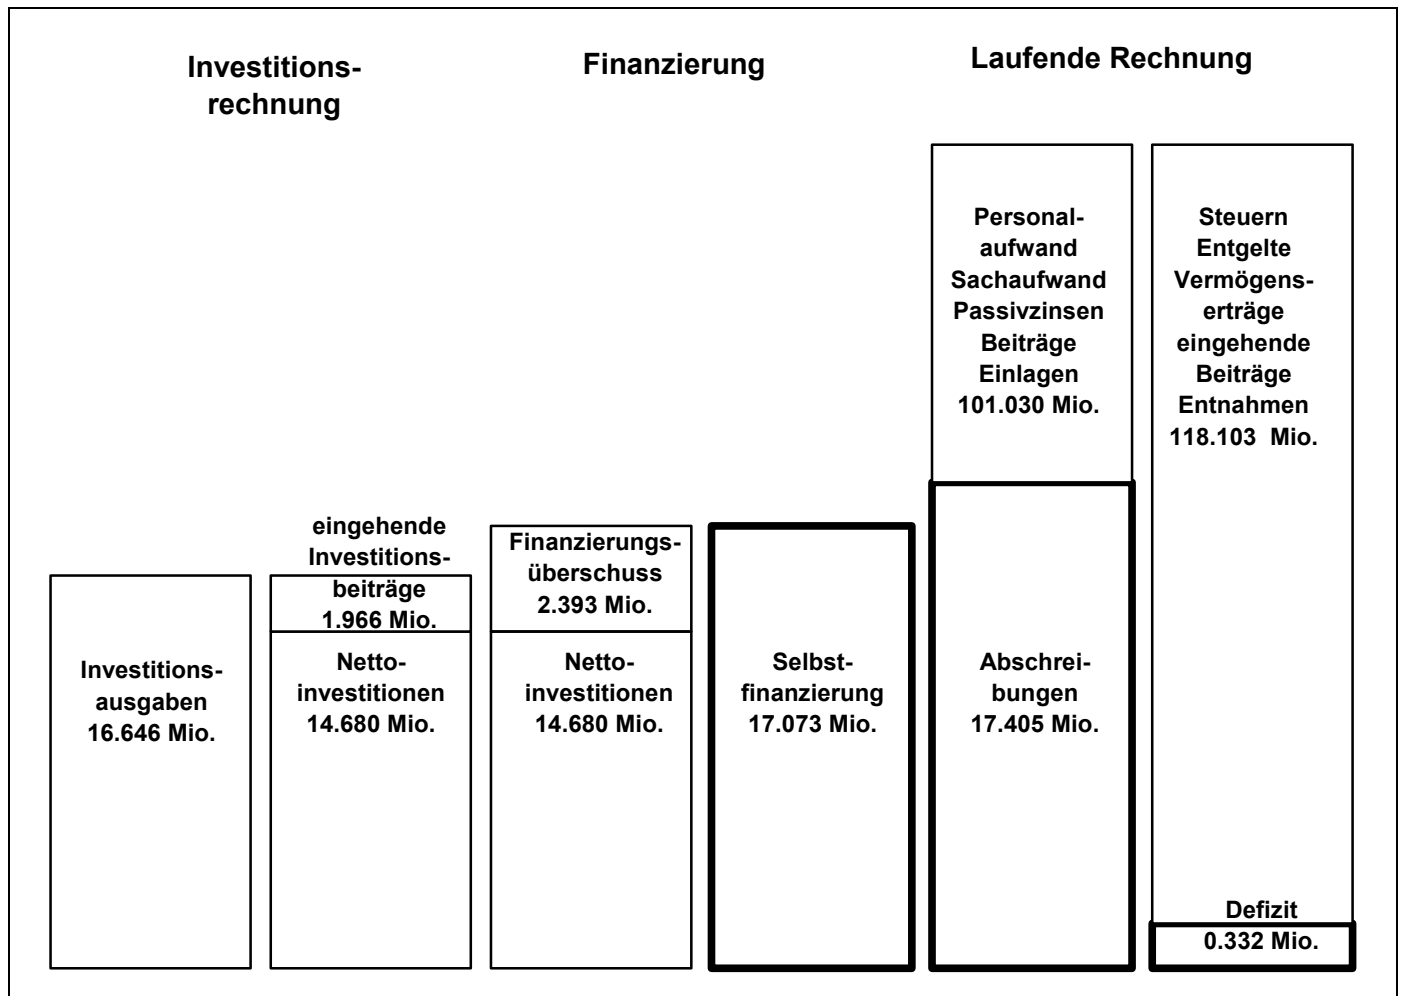 Investitions-
rechnung
Finanzierung
Laufende Rechnung
Investitions-
ausgaben
16.646 Mio.
eingehende
Investitions-
beiträge
1.966 Mio.
Netto-
investitionen
14.680 Mio.
Finanzierungs-
überschuss
2.393 Mio.
Netto-
investitionen
14.680 Mio.
Selbst-
finanzierung
17.073 Mio.
Personal-
aufwand
Sachaufwand
Passivzinsen
Beiträge
Einlagen
101.030 Mio.
Abschrei-
bungen
17.405 Mio.
Steuern
Entgelte
Vermögens-
erträge
eingehende
Beiträge
Entnahmen
118.103 Mio.
Defizit
0.332 Mio.